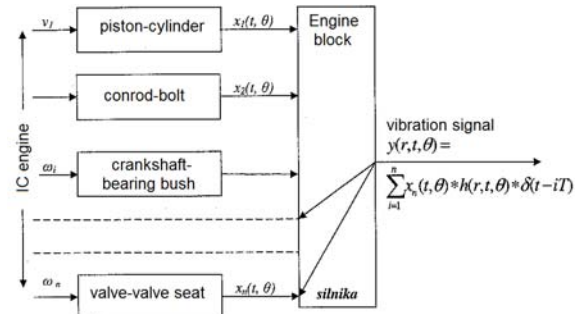 IC engine
v₁
piston-cylinder
x₁(t, θ)
conrod-bolt
x₂(t, θ)
ωᵢ
crankshaft-
bearing bush
ωₙ
valve-valve seat
xₙ(t, θ)
Engine
block
silnika
vibration signal
y(r,t,θ)=
∑ᵢ₌₁ⁿ xₙ(t,θ)*h(r,t,θ)*δ(t−iT)